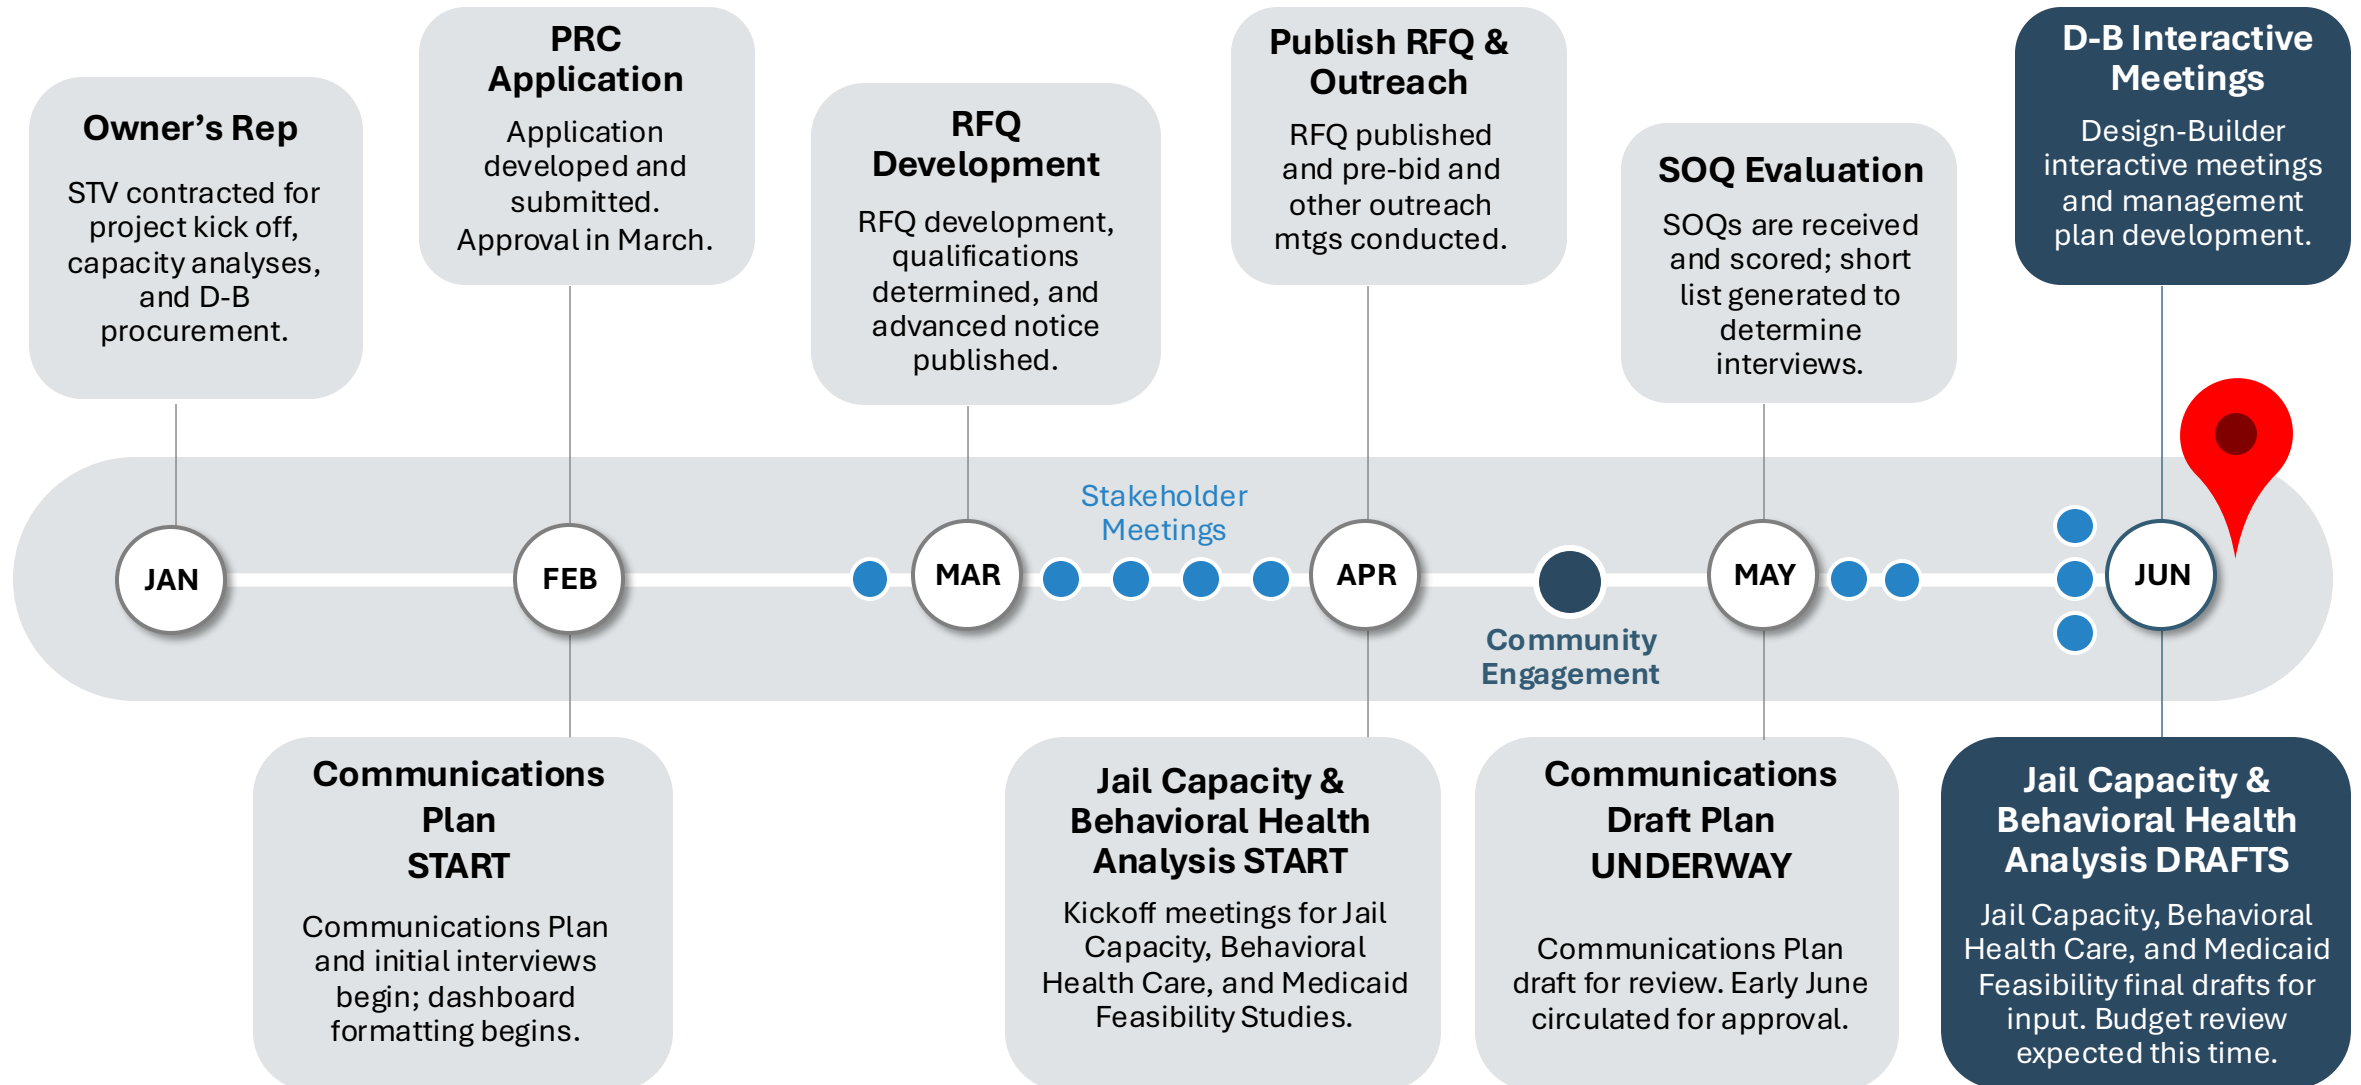 Owner’s Rep
STV contracted for
project kick off,
capacity analyses,
and D-B
procurement.
PRC
Application
Application
developed and
submitted.
Approval in March.
RFQ
Development
RFQ development,
qualifications
determined, and
advanced notice
published.
Publish RFQ &
Outreach
RFQ published
and pre-bid and
other outreach
mtgs conducted.
SOQ Evaluation
SOQs are received
and scored; short
list generated to
determine
interviews.
D-B Interactive
Meetings
Design-Builder
interactive meetings
and management
plan development.
Stakeholder
Meetings
JAN
FEB
MAR
APR
MAY
JUN
Community
Engagement
Communications
Plan
START
Communications Plan
and initial interviews
begin; dashboard
formatting begins.
Jail Capacity &
Behavioral Health
Analysis START
Kickoff meetings for Jail
Capacity, Behavioral
Health Care, and Medicaid
Feasibility Studies.
Communications
Draft Plan
UNDERWAY
Communications Plan
draft for review. Early June
circulated for approval.
Jail Capacity &
Behavioral Health
Analysis DRAFTS
Jail Capacity, Behavioral
Health Care, and Medicaid
Feasibility final drafts for
input. Budget review
expected this time.